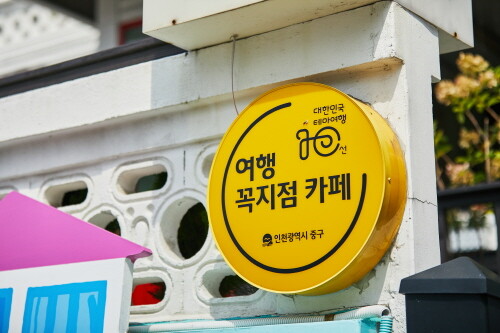 대한민국
테마여행
10선
여행
꼭지점 카페
인천광역시 중구